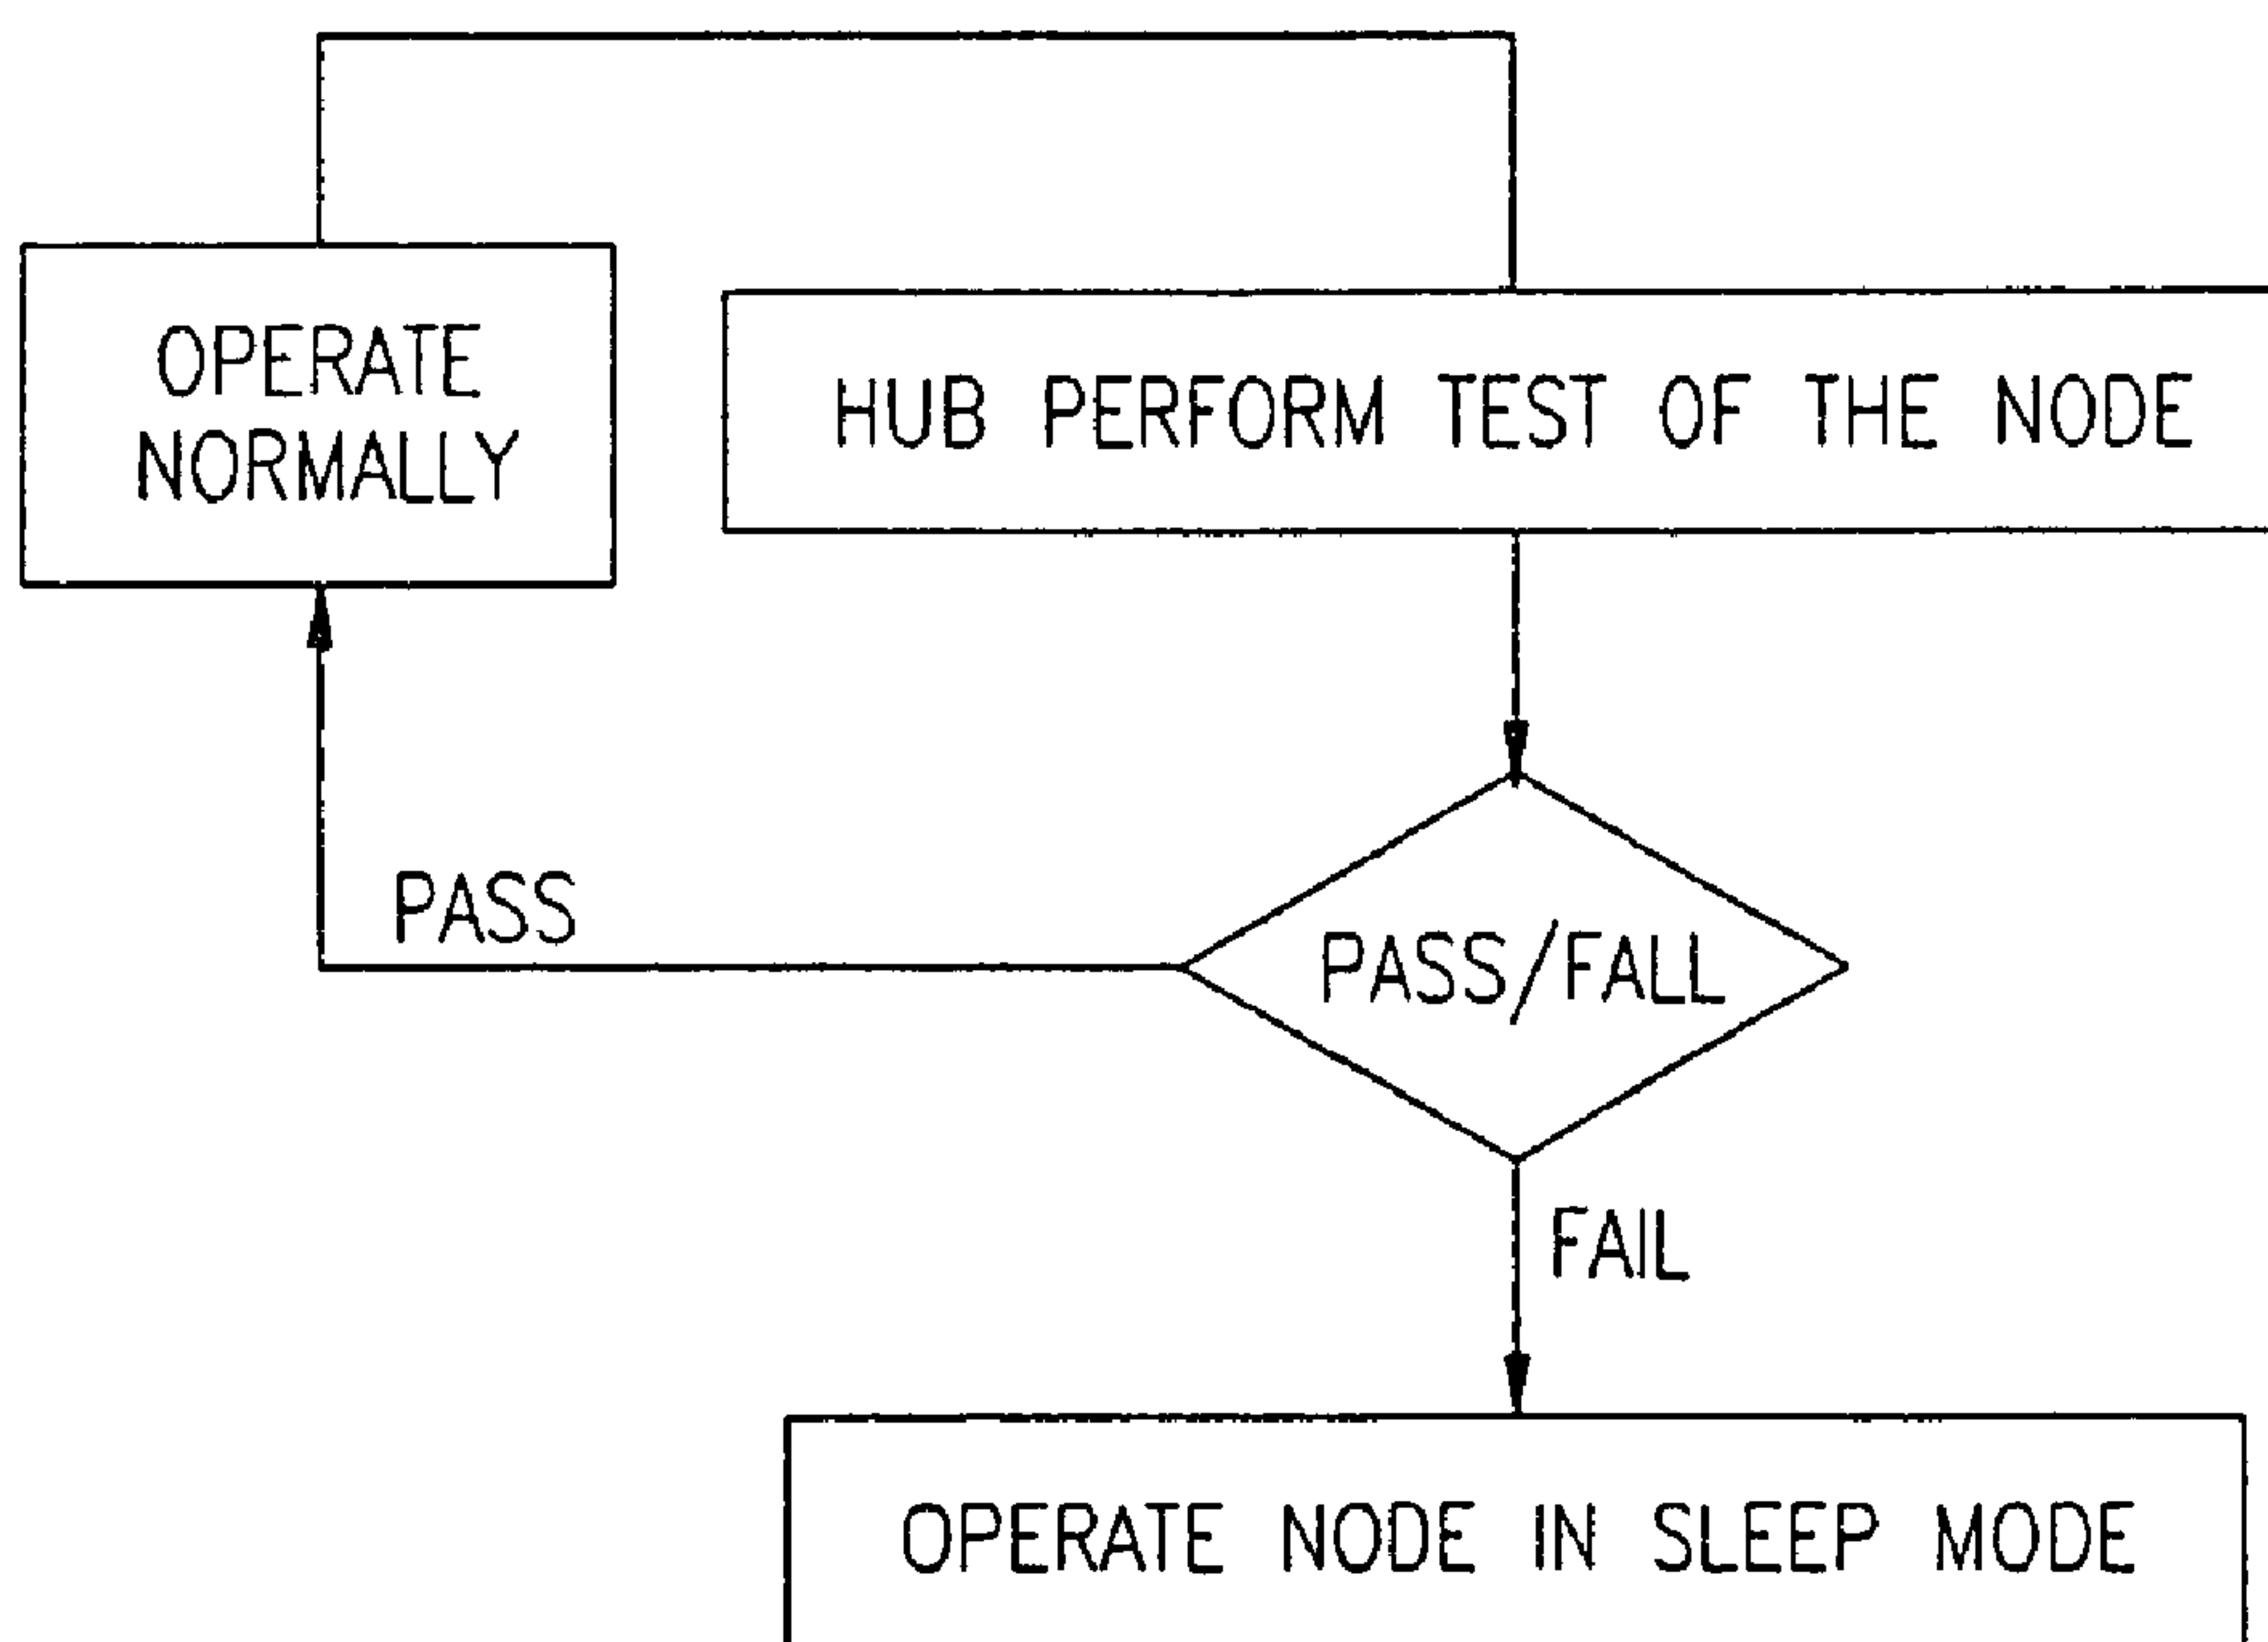 OPERATE
NORMALLY
HUB PERFORM TEST OF THE NODE
PASS
PASS/FALL
FAIL
OPERATE NODE IN SLEEP MODE